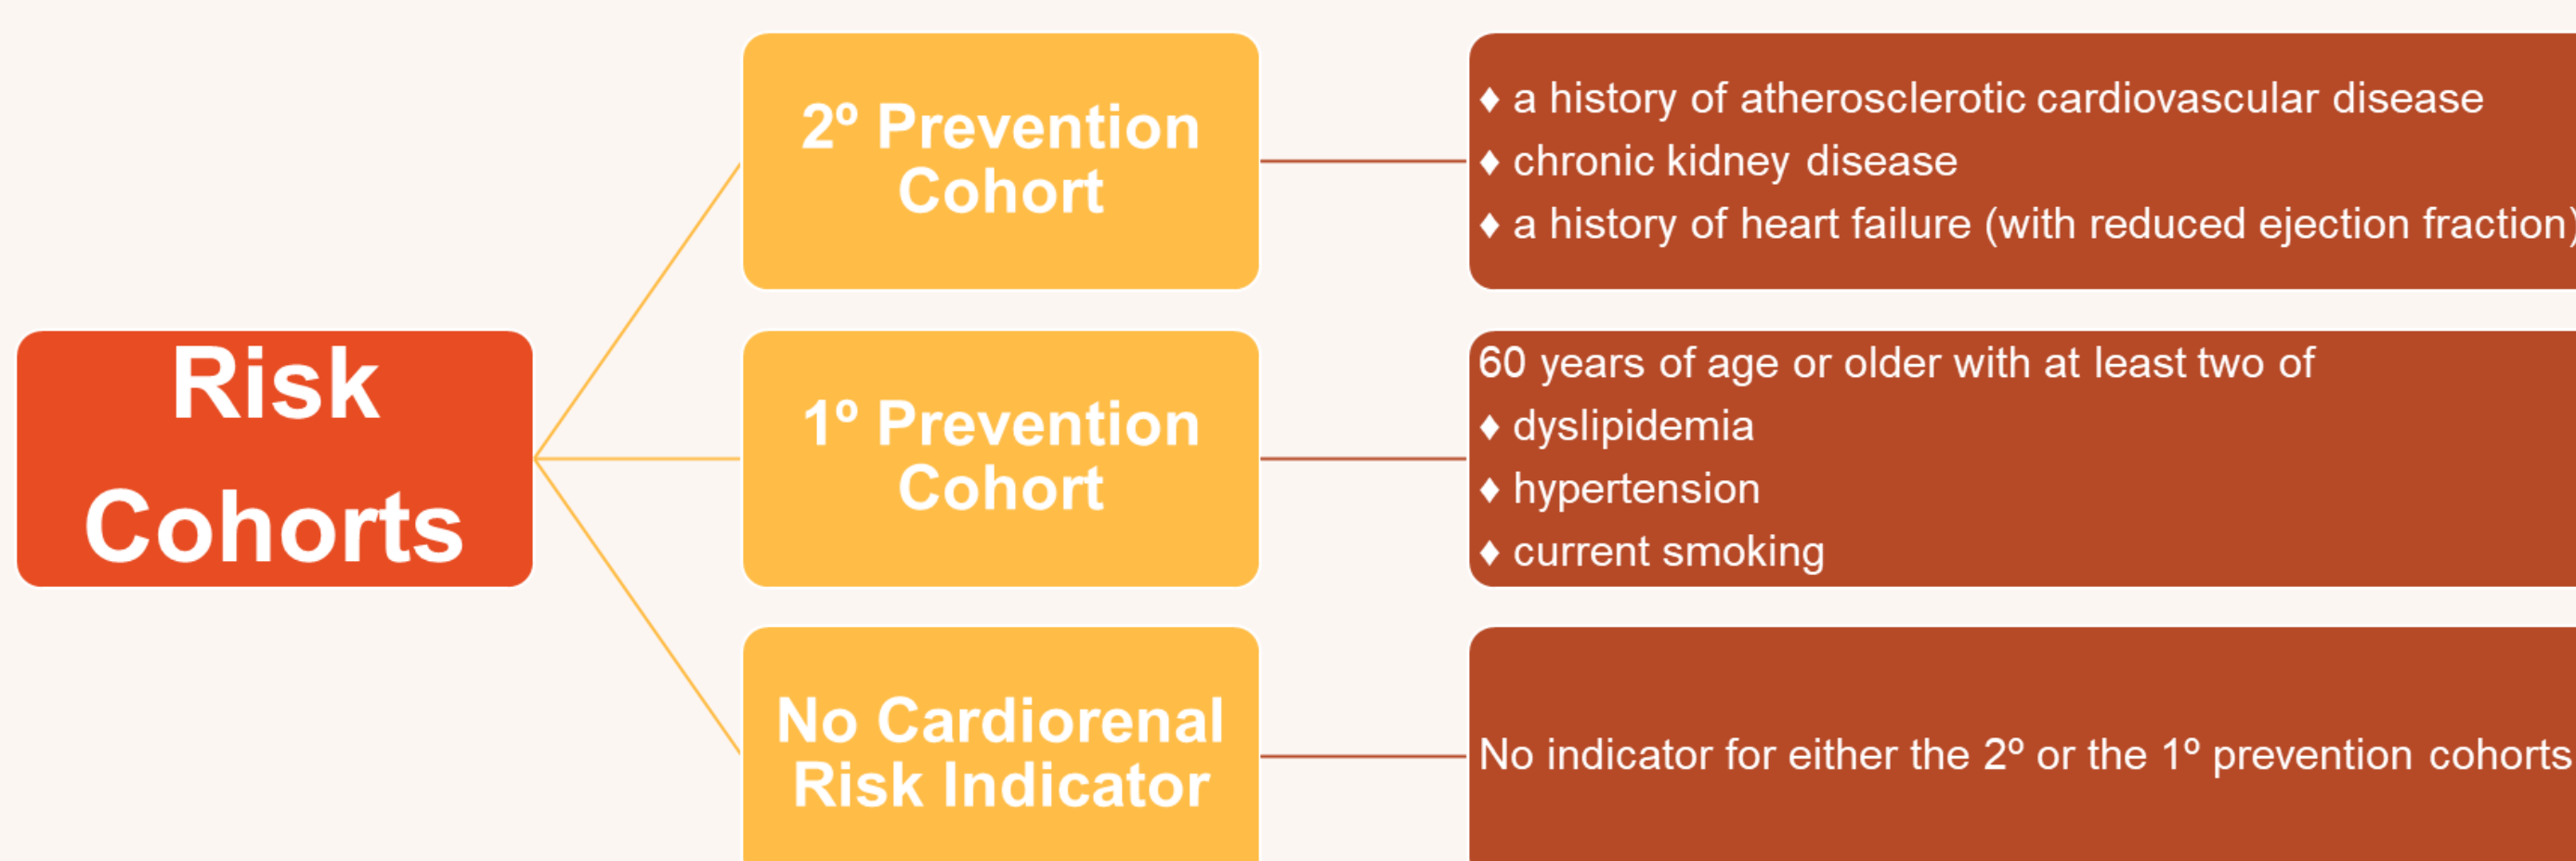 Risk
Cohorts
2º Prevention
Cohort
♦ a history of atherosclerotic cardiovascular disease
♦ chronic kidney disease
♦ a history of heart failure (with reduced ejection fraction)
1º Prevention
Cohort
60 years of age or older with at least two of
♦ dyslipidemia
♦ hypertension
♦ current smoking
No Cardiorenal
Risk Indicator
No indicator for either the 2º or the 1º prevention cohorts